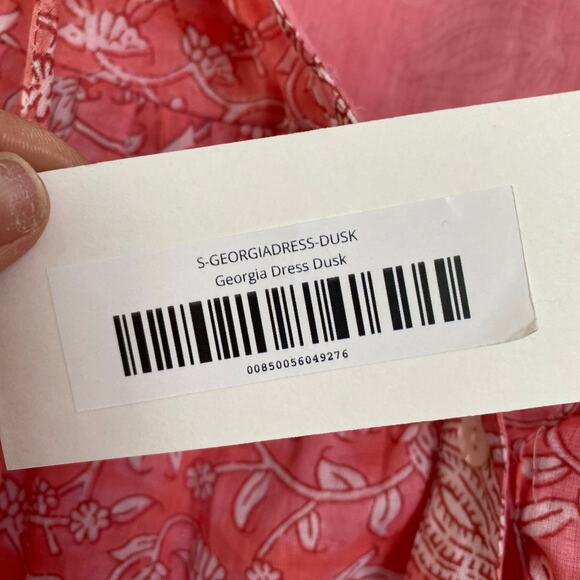 S-GEORGIADRESS-DUSK
Georgia Dress Dusk
00850056049276